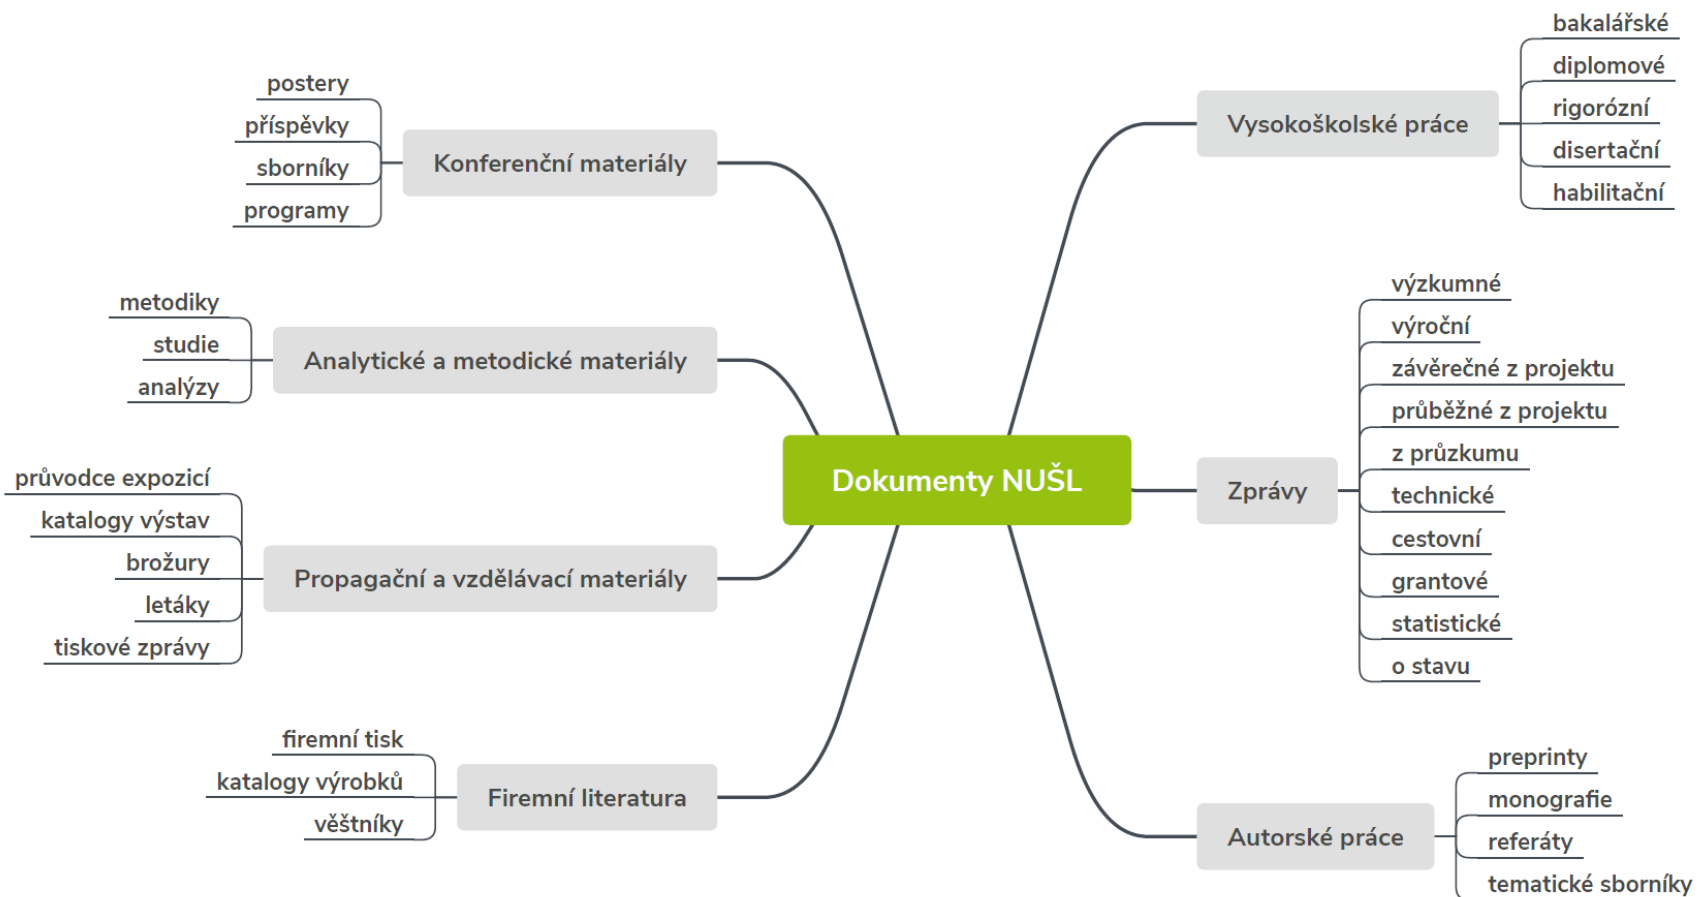 Dokumenty NUŠL
Konferenční materiály
postery
příspěvky
sborníky
programy
Analytické a metodické materiály
metodiky
studie
analýzy
Propagační a vzdělávací materiály
průvodce expozicí
katalogy výstav
brožury
letáky
tiskové zprávy
Firemní literatura
firemní tisk
katalogy výrobků
věštníky
Vysokoškolské práce
bakalářské
diplomové
rigorózní
disertační
habilitační
Zprávy
výzkumné
výroční
závěrečné z projektu
průběžné z projektu
z průzkumu
technické
cestovní
grantové
statistické
o stavu
Autorské práce
preprinty
monografie
referáty
tematické sborníky